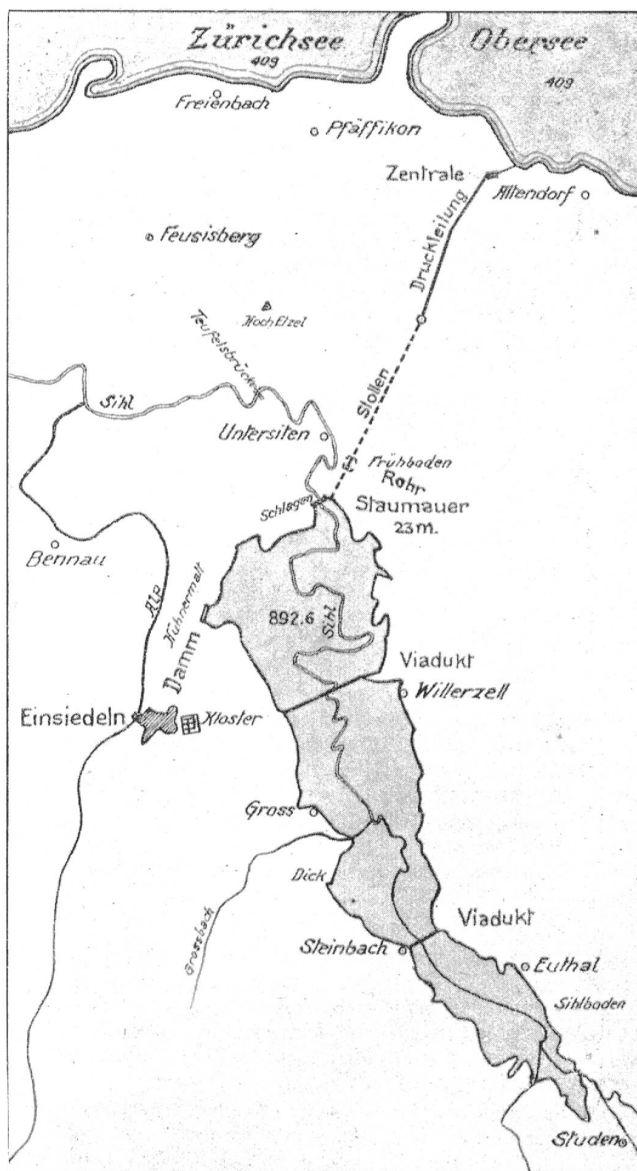 Zürichsee
409
Obersee
409
Freienbach
Pfäffikon
Zentrale
Altendorf
Feusisberg
Druckleitung
Hoch Etzel
Teufelsbrücke
Stollen
Sihl
Untersiten
Frühboden
Rohr
Schlagen
Staumauer
23 m.
Bennau
Alp
Hühnermatt
Damm
892.6
Sihl
Viadukt
Willerzell
Einsiedeln
Kloster
Gross
Dick
Grossbach
Viadukt
Steinbach
Euthal
Sihlboden
Studen